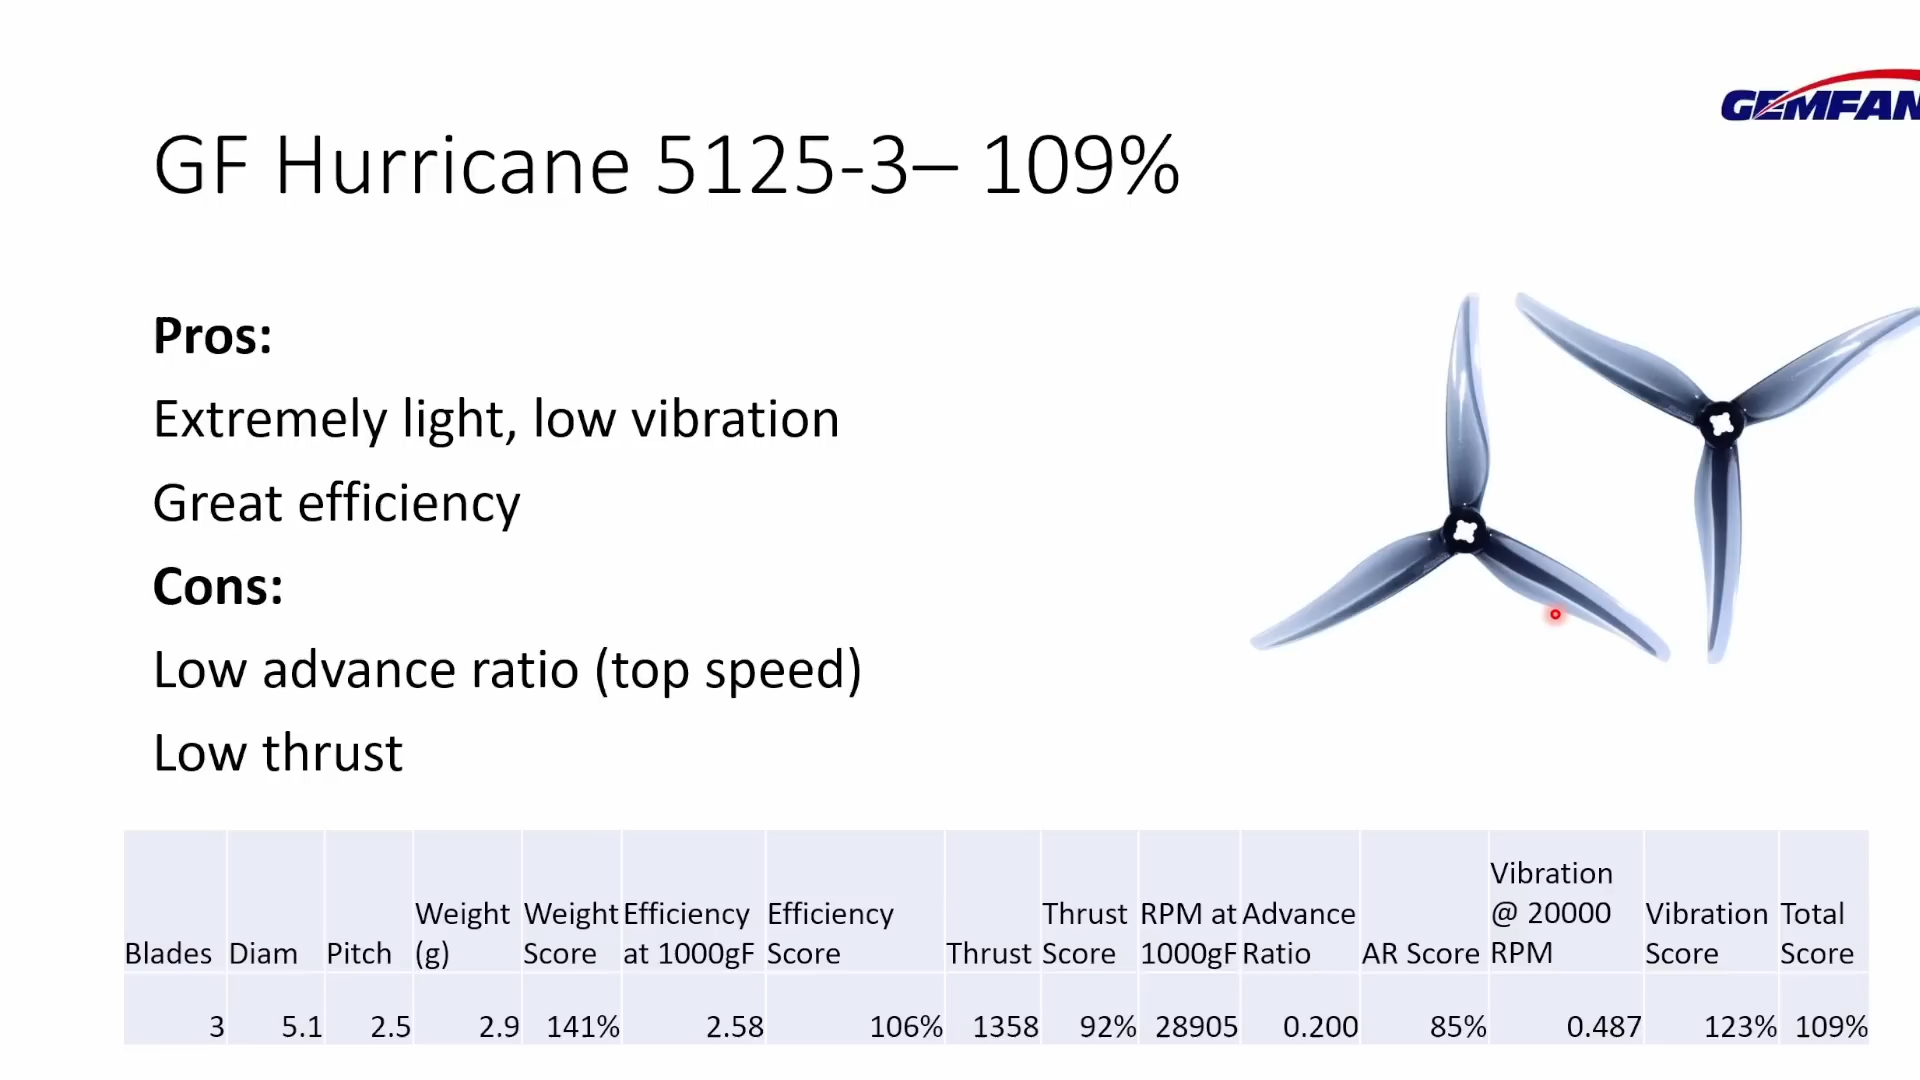 GEMFAN
GF Hurricane 5125-3– 109%
Pros:
Extremely light, low vibration
Great efficiency
Cons:
Low advance ratio (top speed)
Low thrust
Blades Diam Pitch Weight (g) Weight Score Efficiency at 1000gF Efficiency Score Thrust Thrust Score RPM at 1000gF Advance Ratio AR Score Vibration @ 20000 RPM Vibration Score Total Score
3 5.1 2.5 2.9 141% 2.58 106% 1358 92% 28905 0.200 85% 0.487 123% 109%